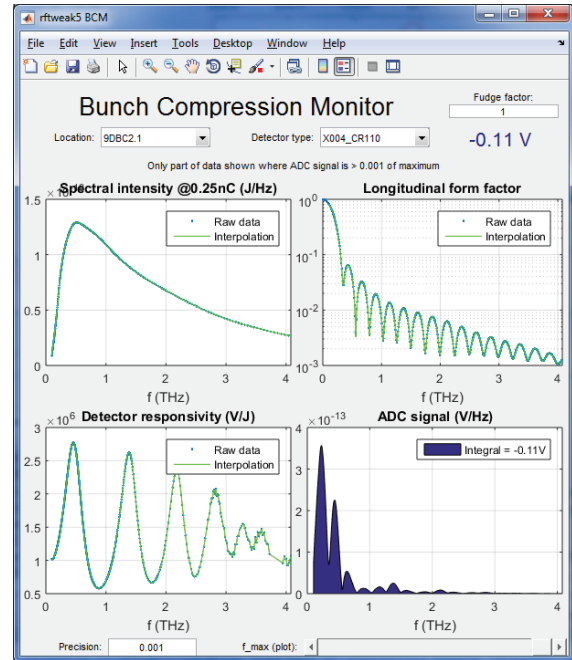 rftweak5 BCM
File Edit View Insert Tools Desktop Window Help
Bunch Compression Monitor
Fudge factor:
1
Location: 9DBC2.1 Detector type: X004_CR110 -0.11 V
Only part of data shown where ADC signal is > 0.001 of maximum
Spectral intensity @0.25nC (J/Hz)
1.5
1
0.5
0
Raw data
Interpolation
0 1 2 3 4
f (THz)
Longitudinal form factor
10^0
10^-1
10^-2
10^-3
Raw data
Interpolation
0 1 2 3 4
f (THz)
Detector responsivity (V/J)
× 10^6
3
2.5
2
1.5
1
0.5
Raw data
Interpolation
0 1 2 3 4
f (THz)
ADC signal (V/Hz)
4 × 10^-13
3
2
1
0
Integral = -0.11V
0 1 2 3 4
f (THz)
Precision: 0.001 f_max (plot):